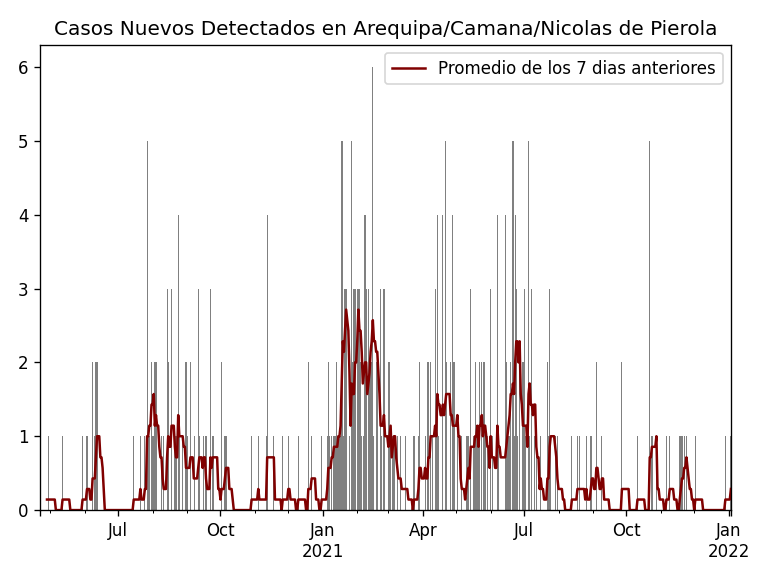 Casos Nuevos Detectados en Arequipa/Camana/Nicolas de Pierola
Promedio de los 7 dias anteriores
6
5
4
3
2
1
0
Jul
Oct
Jan
2021
Apr
Jul
Oct
Jan
2022